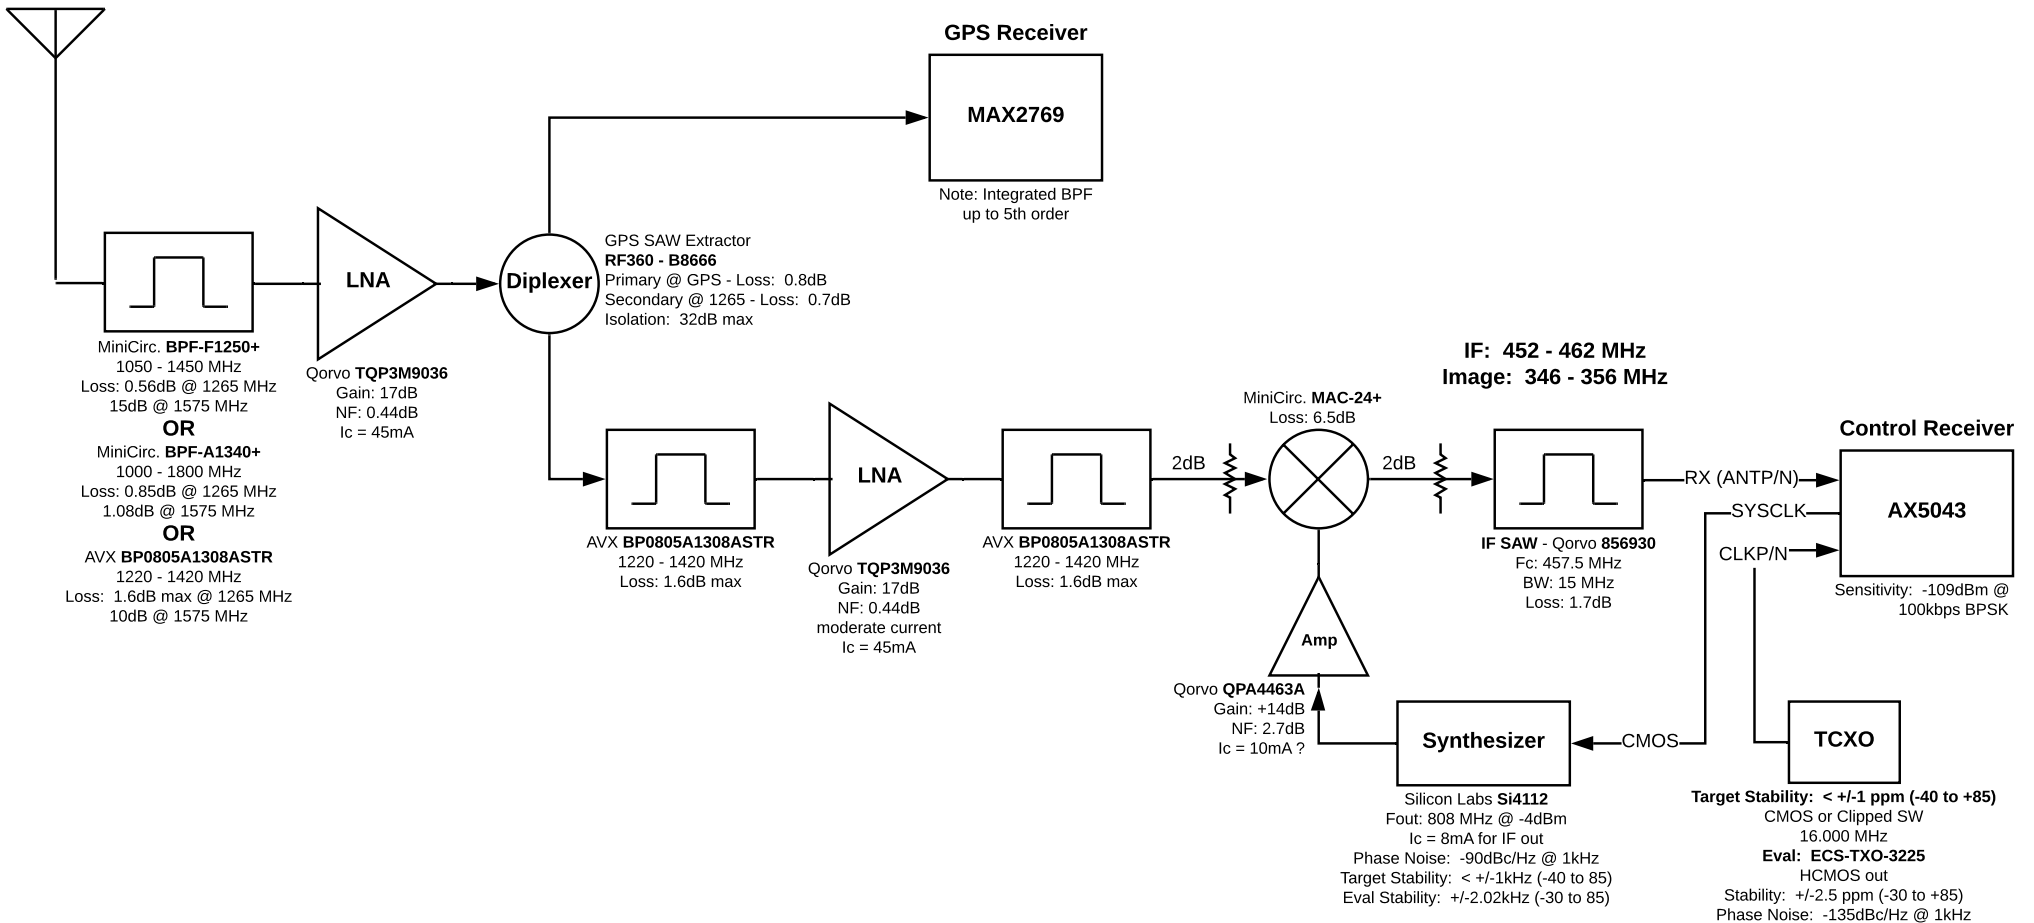 GPS Receiver
MAX2769
Note: Integrated BPF
up to 5th order
LNA
Diplexer
GPS SAW Extractor
RF360 - B8666
Primary @ GPS - Loss:  0.8dB
Secondary @ 1265 - Loss:  0.7dB
Isolation:  32dB max
MiniCirc. BPF-F1250+
1050 - 1450 MHz
Loss: 0.56dB @ 1265 MHz
15dB @ 1575 MHz
OR
MiniCirc. BPF-A1340+
1000 - 1800 MHz
Loss: 0.85dB @ 1265 MHz
1.08dB @ 1575 MHz
OR
AVX BP0805A1308ASTR
1220 - 1420 MHz
Loss:  1.6dB max @ 1265 MHz
10dB @ 1575 MHz
Qorvo TQP3M9036
Gain: 17dB
NF: 0.44dB
Ic = 45mA
AVX BP0805A1308ASTR
1220 - 1420 MHz
Loss: 1.6dB max
LNA
Qorvo TQP3M9036
Gain: 17dB
NF: 0.44dB
moderate current
Ic = 45mA
AVX BP0805A1308ASTR
1220 - 1420 MHz
Loss: 1.6dB max
2dB
MiniCirc. MAC-24+
Loss: 6.5dB
2dB
IF:  452 - 462 MHz
Image:  346 - 356 MHz
IF SAW - Qorvo 856930
Fc: 457.5 MHz
BW: 15 MHz
Loss: 1.7dB
Control Receiver
RX (ANTP/N)
SYSCLK
CLKP/N
AX5043
Sensitivity:  -109dBm @
100kbps BPSK
Amp
Qorvo QPA4463A
Gain: +14dB
NF: 2.7dB
Ic = 10mA ?
Synthesizer
CMOS
Silicon Labs Si4112
Fout: 808 MHz @ -4dBm
Ic = 8mA for IF out
Phase Noise:  -90dBc/Hz @ 1kHz
Target Stability:  < +/-1kHz (-40 to 85)
Eval Stability:  +/-2.02kHz (-30 to 85)
TCXO
Target Stability:  < +/-1 ppm (-40 to +85)
CMOS or Clipped SW
16.000 MHz
Eval:  ECS-TXO-3225
HCMOS out
Stability:  +/-2.5 ppm (-30 to +85)
Phase Noise:  -135dBc/Hz @ 1kHz